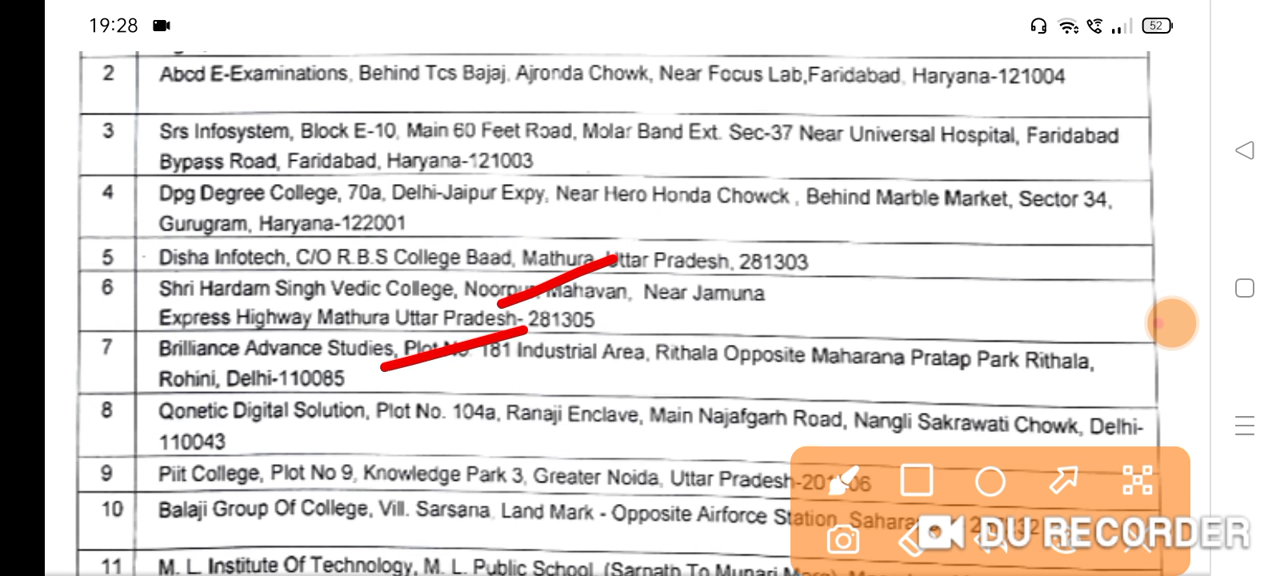 19:28
52
2 Abcd E-Examinations, Behind Tcs Bajaj, Ajronda Chowk, Near Focus Lab,Faridabad, Haryana-121004
3 Srs Infosystem, Block E-10, Main 60 Feet Road, Molar Band Ext. Sec-37 Near Universal Hospital, Faridabad
Bypass Road, Faridabad, Haryana-121003
4 Dpg Degree College, 70a, Delhi-Jaipur Expy, Near Hero Honda Chowck , Behind Marble Market, Sector 34,
Gurugram, Haryana-122001
5 Disha Infotech, C/O R.B.S College Baad, Mathura, Uttar Pradesh, 281303
6 Shri Hardam Singh Vedic College, Noorpur, Mahavan, Near Jamuna
Express Highway Mathura Uttar Pradesh- 281305
7 Brilliance Advance Studies, Plot No. 181 Industrial Area, Rithala Opposite Maharana Pratap Park Rithala,
Rohini, Delhi-110085
8 Qonetic Digital Solution, Plot No. 104a, Ranaji Enclave, Main Najafgarh Road, Nangli Sakrawati Chowk, Delhi-
110043
9 Piit College, Plot No 9, Knowledge Park 3, Greater Noida, Uttar Pradesh-
10 Balaji Group Of College, Vill. Sarsana, Land Mark - Opposite Airforce Station,
DU RECORDER
11 M. L. Institute Of Technology, M. L. Public School, (Sarnath To Munari